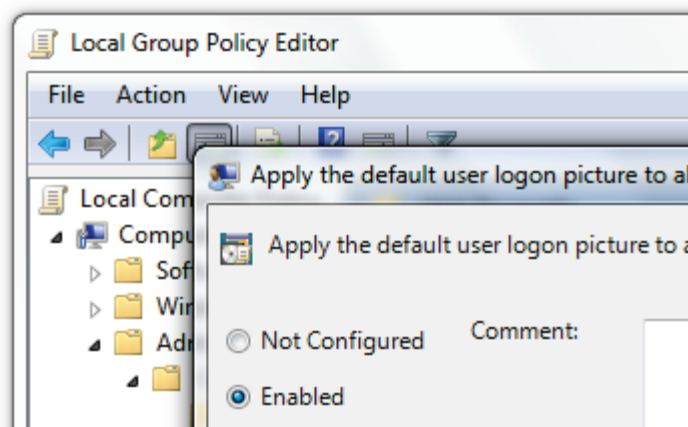 Local Group Policy Editor
File Action View Help
Apply the default user logon picture to al
Local Com
Compu
Apply the default user logon picture to a
Soft
Win
Adr
Not Configured
Comment:
Enabled